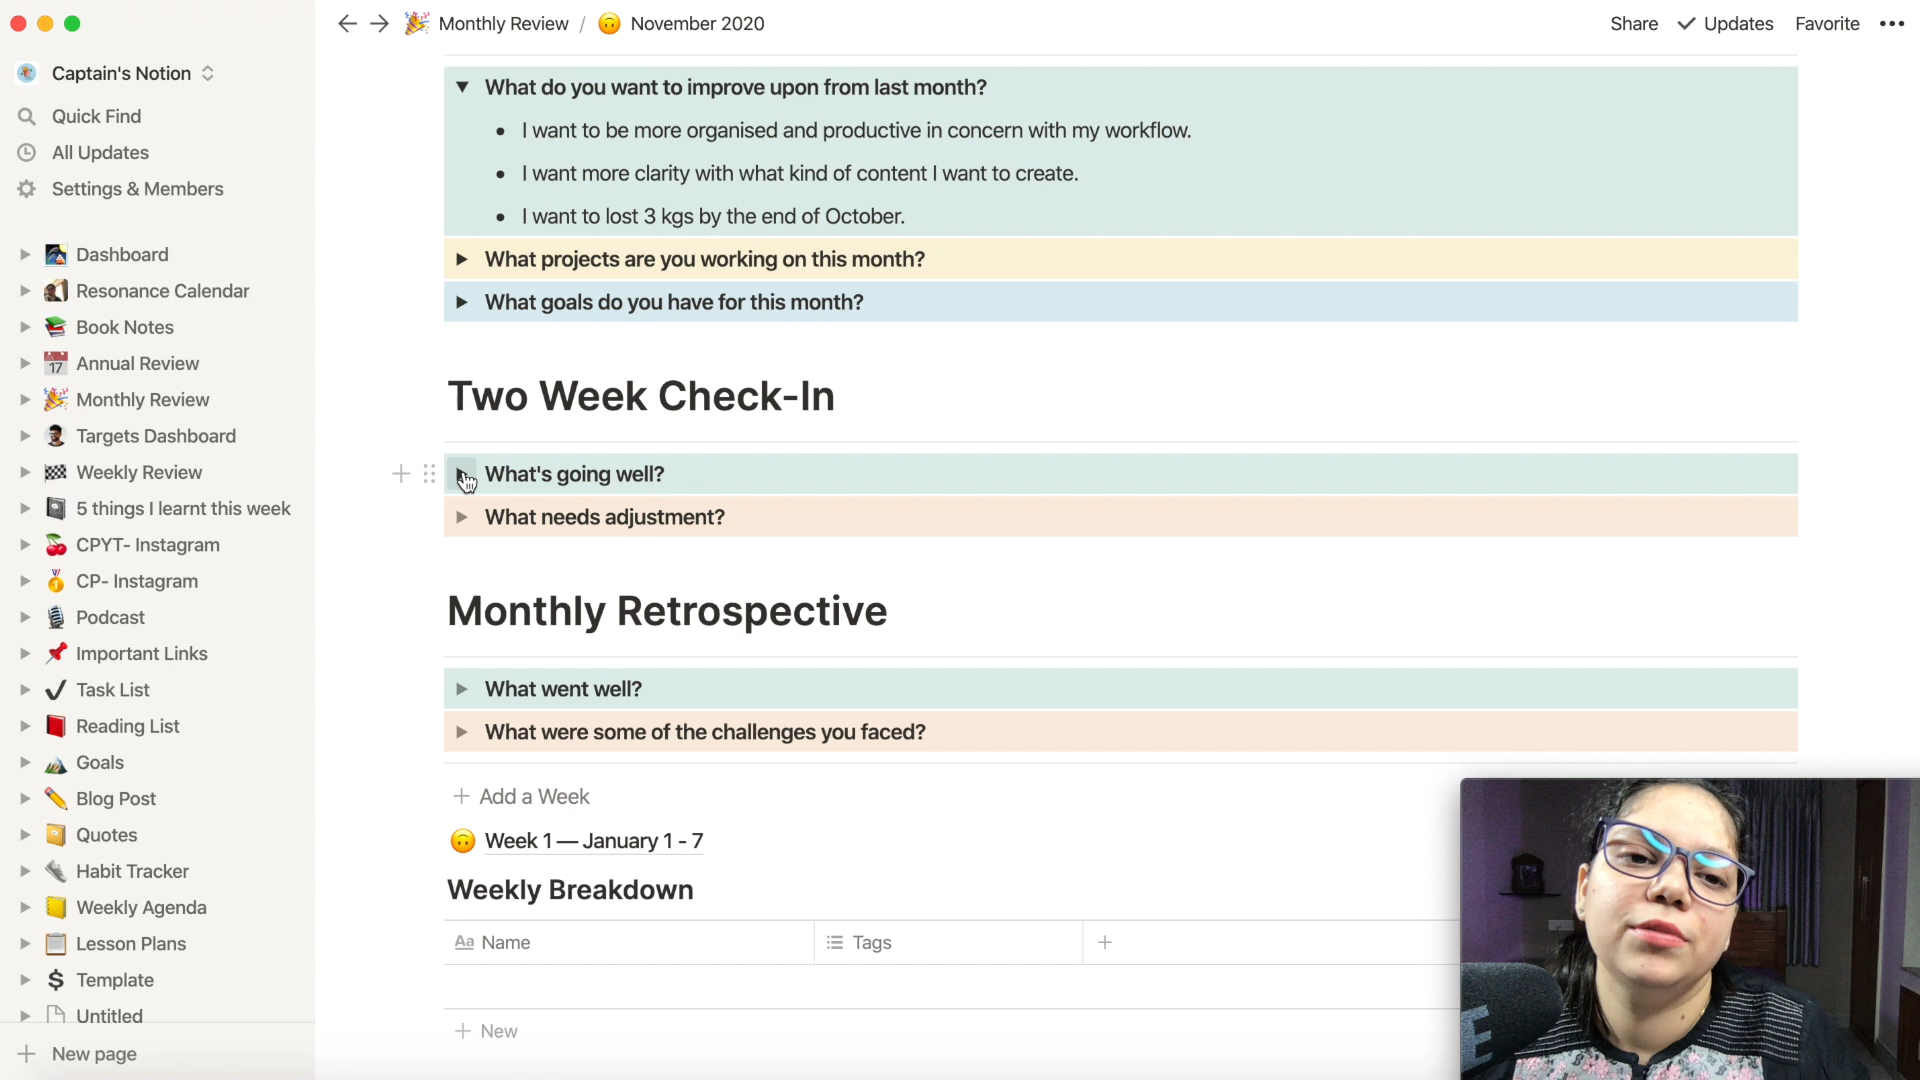 Monthly Review / November 2020
Share Updates Favorite
Captain's Notion
Quick Find
All Updates
Settings & Members
Dashboard
Resonance Calendar
Book Notes
17 Annual Review
Monthly Review
Targets Dashboard
Weekly Review
5 things I learnt this week
CPYT- Instagram
CP- Instagram
Podcast
Important Links
Task List
Reading List
Goals
Blog Post
Quotes
Habit Tracker
Weekly Agenda
Lesson Plans
Template
Untitled
New page
What do you want to improve upon from last month?
I want to be more organised and productive in concern with my workflow.
I want more clarity with what kind of content I want to create.
I want to lost 3 kgs by the end of October.
What projects are you working on this month?
What goals do you have for this month?
Two Week Check-In
What's going well?
What needs adjustment?
Monthly Retrospective
What went well?
What were some of the challenges you faced?
Add a Week
Week 1 — January 1 - 7
Weekly Breakdown
Aa Name Tags
New